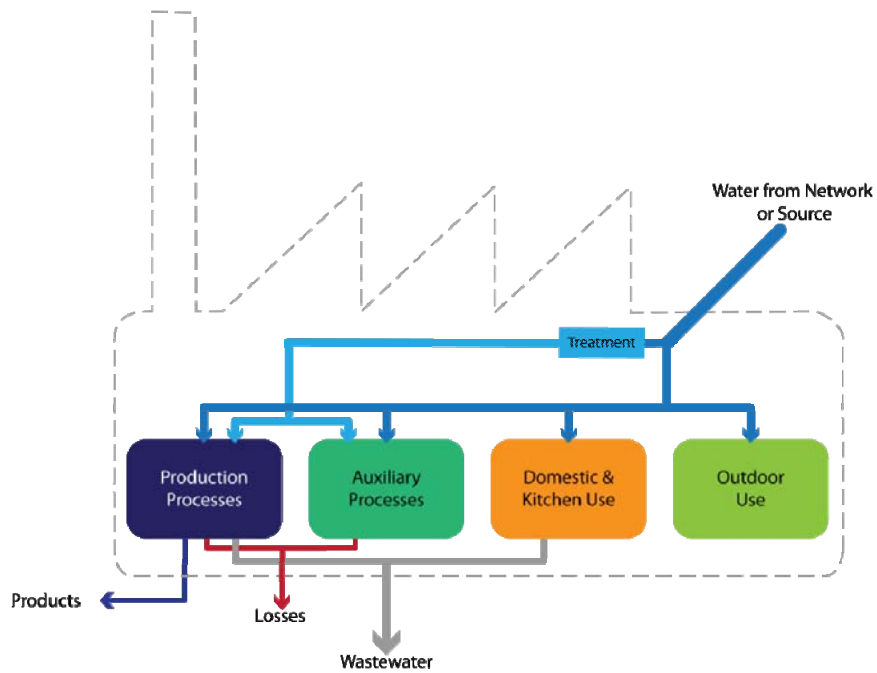 Water from Network
or Source
Treatment
Production
Processes
Auxiliary
Processes
Domestic &
Kitchen Use
Outdoor
Use
Products
Losses
Wastewater